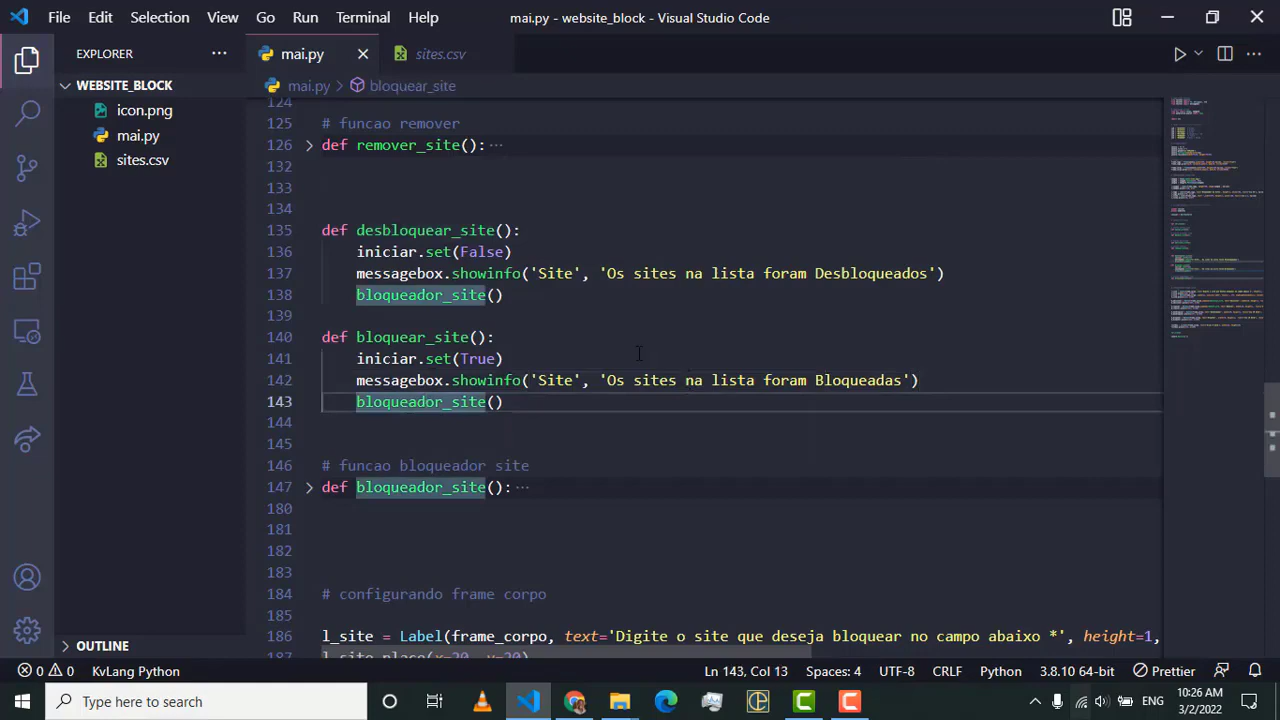 File Edit Selection View Go Run Terminal Help mai.py - website_block - Visual Studio Code
EXPLORER ··· mai.py sites.csv
WEBSITE_BLOCK mai.py > bloquear_site
icon.png
mai.py
sites.csv
124
125 # funcao remover
126 def remover_site():···
132
133
134
135 def desbloquear_site():
136 iniciar.set(False)
137 messagebox.showinfo('Site', 'Os sites na lista foram Desbloqueados')
138 bloqueador_site()
139
140 def bloquear_site():
141 iniciar.set(True)
142 messagebox.showinfo('Site', 'Os sites na lista foram Bloqueadas')
143 bloqueador_site()
144
145
146 # funcao bloqueador site
147 def bloqueador_site():···
180
181
182
183
184 # configurando frame corpo
185
186 l_site = Label(frame_corpo, text='Digite o site que deseja bloquear no campo abaixo *', height=1,
187 l_site.place(x=20, y=20)
OUTLINE
0 0 KvLang Python Ln 143, Col 13 Spaces: 4 UTF-8 CRLF Python 3.8.10 64-bit Prettier
Type here to search ENG 10:26 AM 3/2/2022